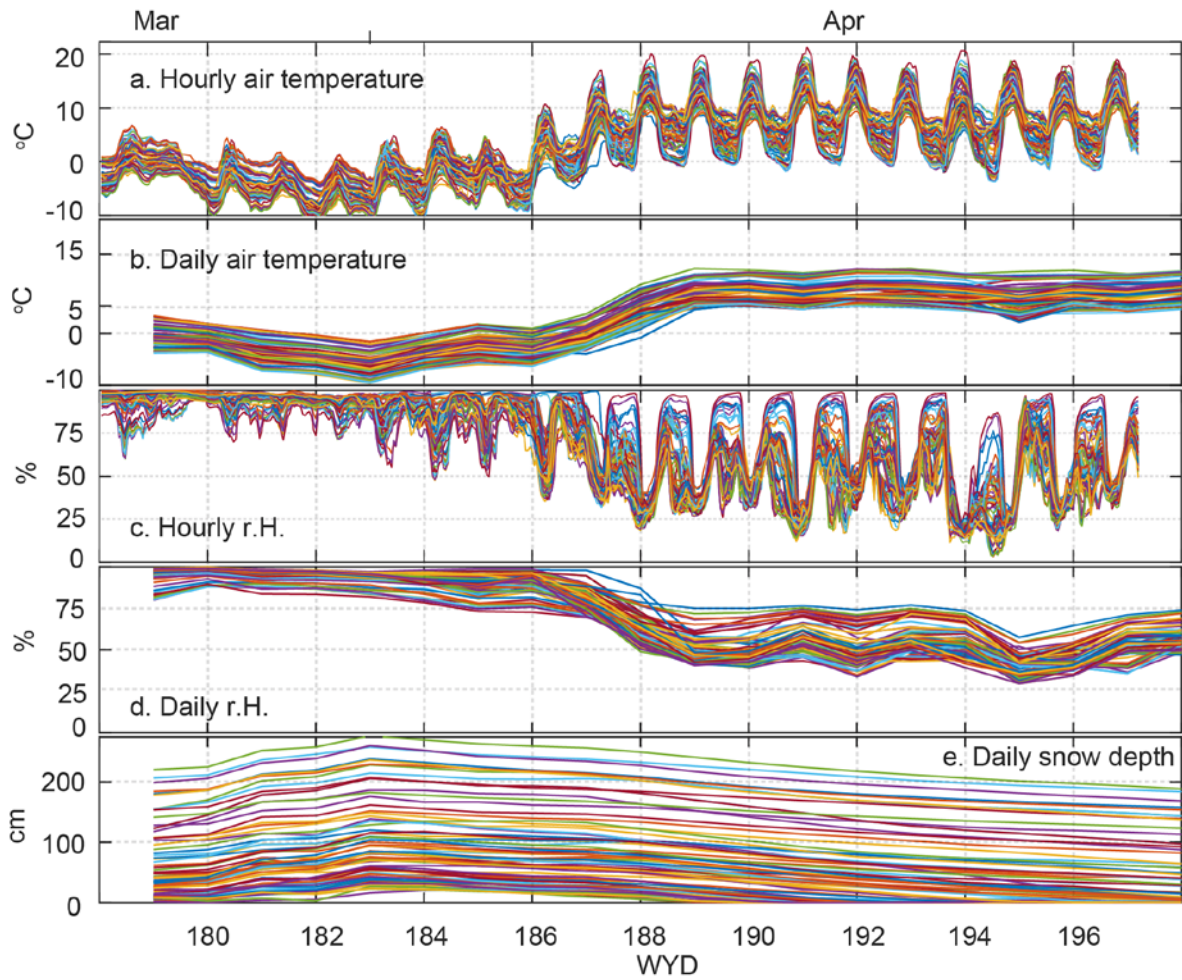 Mar Apr
a. Hourly air temperature
20
10
0
-10
°C
b. Daily air temperature
15
5
0
-10
°C
75
50
25
0
%
c. Hourly r.H.
75
50
25
0
%
d. Daily r.H.
e. Daily snow depth
200
100
0
cm
180 182 184 186 188 190 192 194 196
WYD